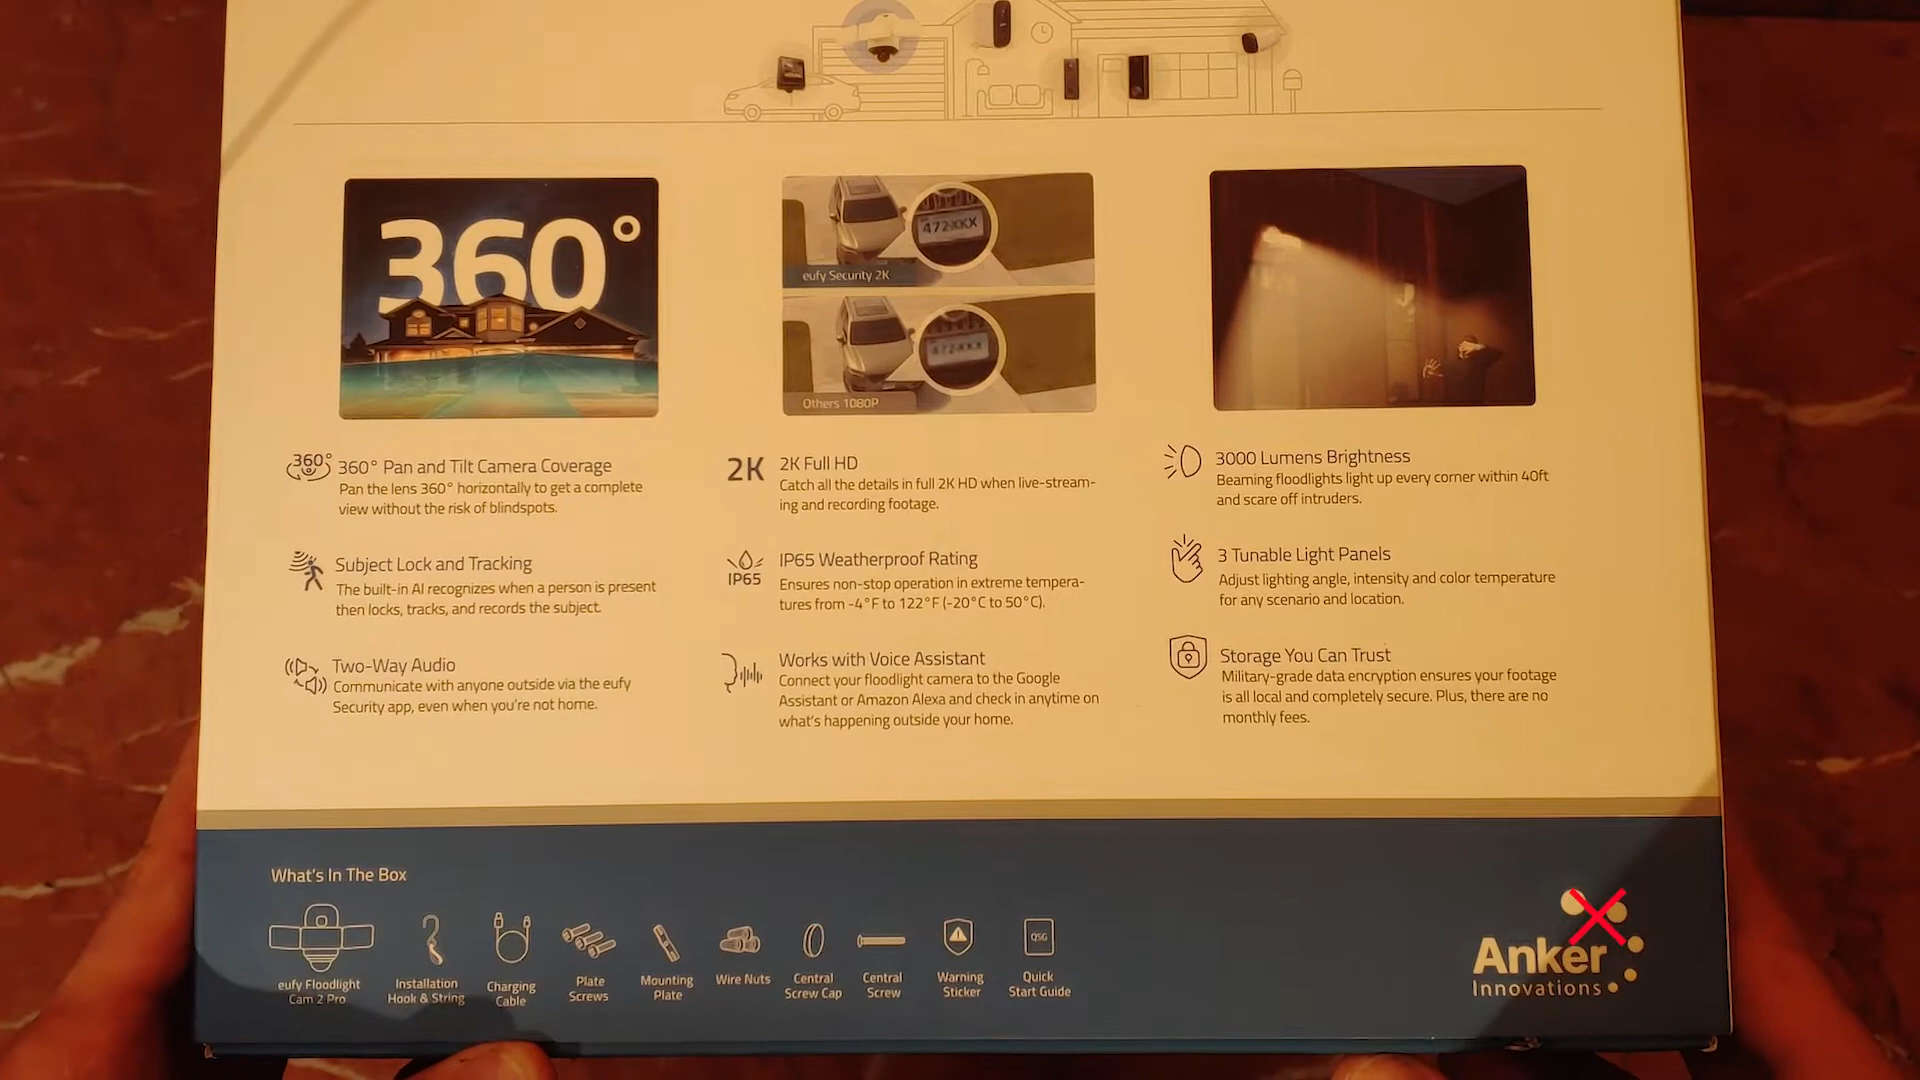 360°
472·XKX
eufy Security 2K
472·XKX
Others 1080P
360°
360° Pan and Tilt Camera Coverage
Pan the lens 360° horizontally to get a complete
view without the risk of blindspots.
Subject Lock and Tracking
The built-in AI recognizes when a person is present
then locks, tracks, and records the subject.
Two-Way Audio
Communicate with anyone outside via the eufy
Security app, even when you're not home.
2K
2K Full HD
Catch all the details in full 2K HD when live-stream-
ing and recording footage.
IP65
IP65 Weatherproof Rating
Ensures non-stop operation in extreme tempera-
tures from -4°F to 122°F (-20°C to 50°C).
Works with Voice Assistant
Connect your floodlight camera to the Google
Assistant or Amazon Alexa and check in anytime on
what's happening outside your home.
3000 Lumens Brightness
Beaming floodlights light up every corner within 40ft
and scare off intruders.
3 Tunable Light Panels
Adjust lighting angle, intensity and color temperature
for any scenario and location.
Storage You Can Trust
Military-grade data encryption ensures your footage
is all local and completely secure. Plus, there are no
monthly fees.
What's In The Box
eufy Floodlight
Cam 2 Pro
Installation
Hook & String
Charging
Cable
Plate
Screws
Mounting
Plate
Wire Nuts
Central
Screw Cap
Central
Screw
Warning
Sticker
QSG
Quick
Start Guide
Anker
Innovations